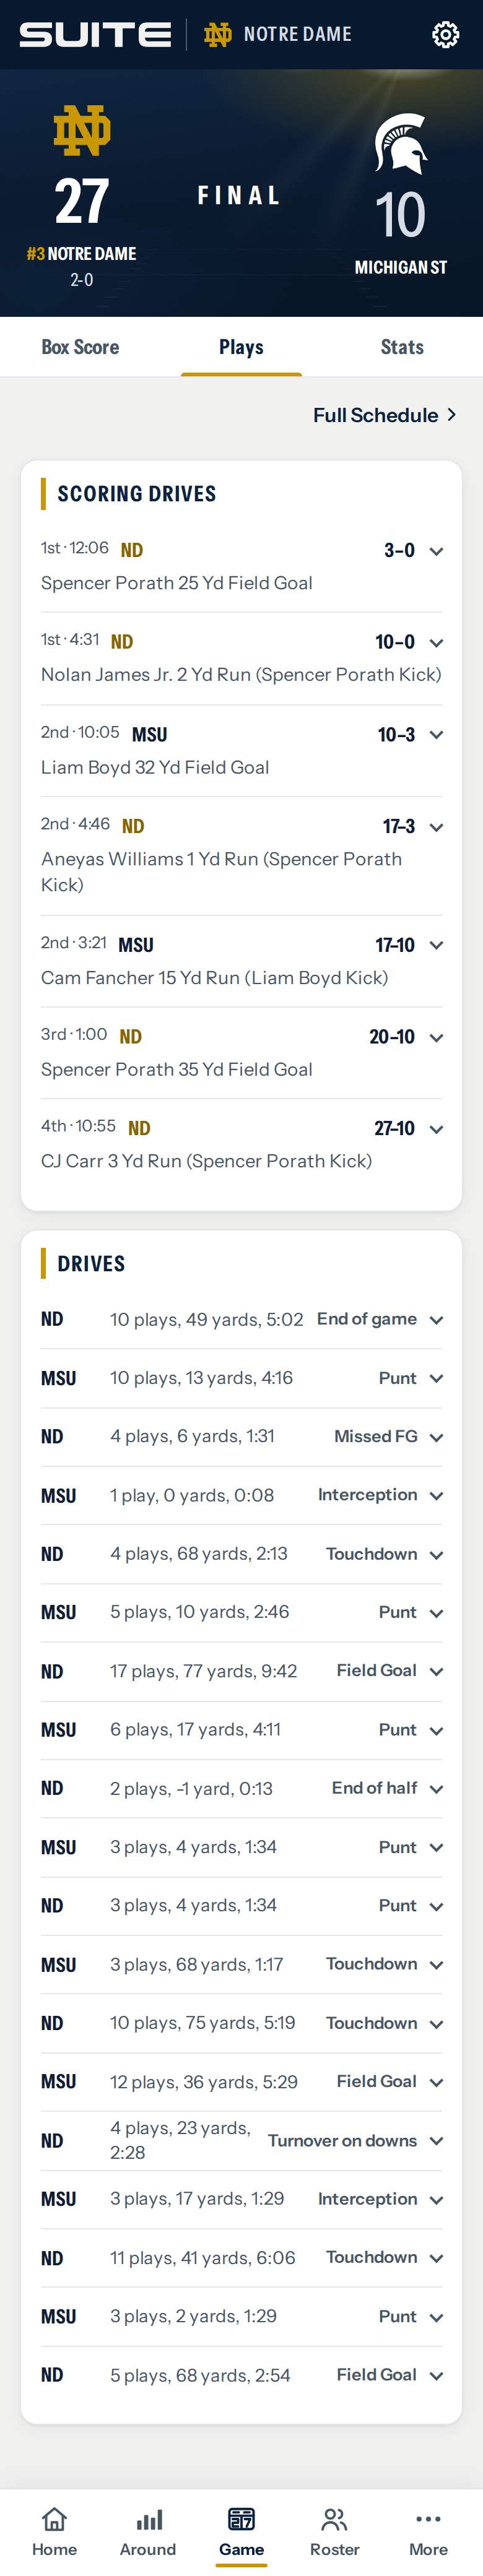 SUITE | ND NOTRE DAME
ND
27
#3 NOTRE DAME
2-0
FINAL
10
MICHIGAN ST
Box Score Plays Stats
Full Schedule
SCORING DRIVES
1st · 12:06 ND 3–0
Spencer Porath 25 Yd Field Goal
1st · 4:31 ND 10–0
Nolan James Jr. 2 Yd Run (Spencer Porath Kick)
2nd · 10:05 MSU 10–3
Liam Boyd 32 Yd Field Goal
2nd · 4:46 ND 17–3
Aneyas Williams 1 Yd Run (Spencer Porath
Kick)
2nd · 3:21 MSU 17–10
Cam Fancher 15 Yd Run (Liam Boyd Kick)
3rd · 1:00 ND 20–10
Spencer Porath 35 Yd Field Goal
4th · 10:55 ND 27–10
CJ Carr 3 Yd Run (Spencer Porath Kick)
DRIVES
ND 10 plays, 49 yards, 5:02 End of game
MSU 10 plays, 13 yards, 4:16 Punt
ND 4 plays, 6 yards, 1:31 Missed FG
MSU 1 play, 0 yards, 0:08 Interception
ND 4 plays, 68 yards, 2:13 Touchdown
MSU 5 plays, 10 yards, 2:46 Punt
ND 17 plays, 77 yards, 9:42 Field Goal
MSU 6 plays, 17 yards, 4:11 Punt
ND 2 plays, -1 yard, 0:13 End of half
MSU 3 plays, 4 yards, 1:34 Punt
ND 3 plays, 4 yards, 1:34 Punt
MSU 3 plays, 68 yards, 1:17 Touchdown
ND 10 plays, 75 yards, 5:19 Touchdown
MSU 12 plays, 36 yards, 5:29 Field Goal
ND 4 plays, 23 yards, 2:28 Turnover on downs
MSU 3 plays, 17 yards, 1:29 Interception
ND 11 plays, 41 yards, 6:06 Touchdown
MSU 3 plays, 2 yards, 1:29 Punt
ND 5 plays, 68 yards, 2:54 Field Goal
Home Around Game Roster More